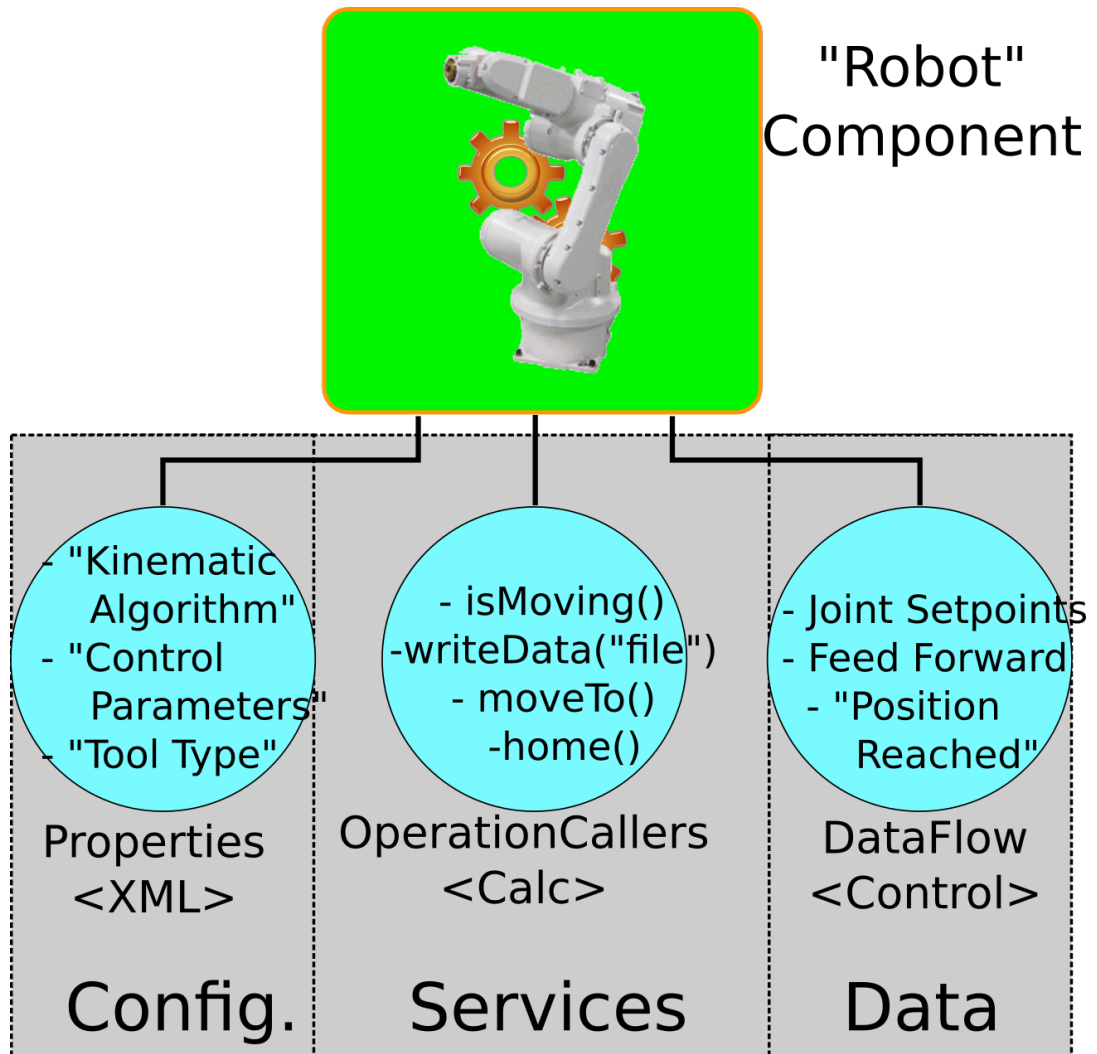 "Robot"
Component
- "Kinematic
Algorithm"
- "Control
Parameters"
- "Tool Type"
Properties
<XML>
Config.
- isMoving()
-writeData("file")
- moveTo()
-home()
OperationCallers
<Calc>
Services
- Joint Setpoints
- Feed Forward
- "Position
Reached"
DataFlow
<Control>
Data